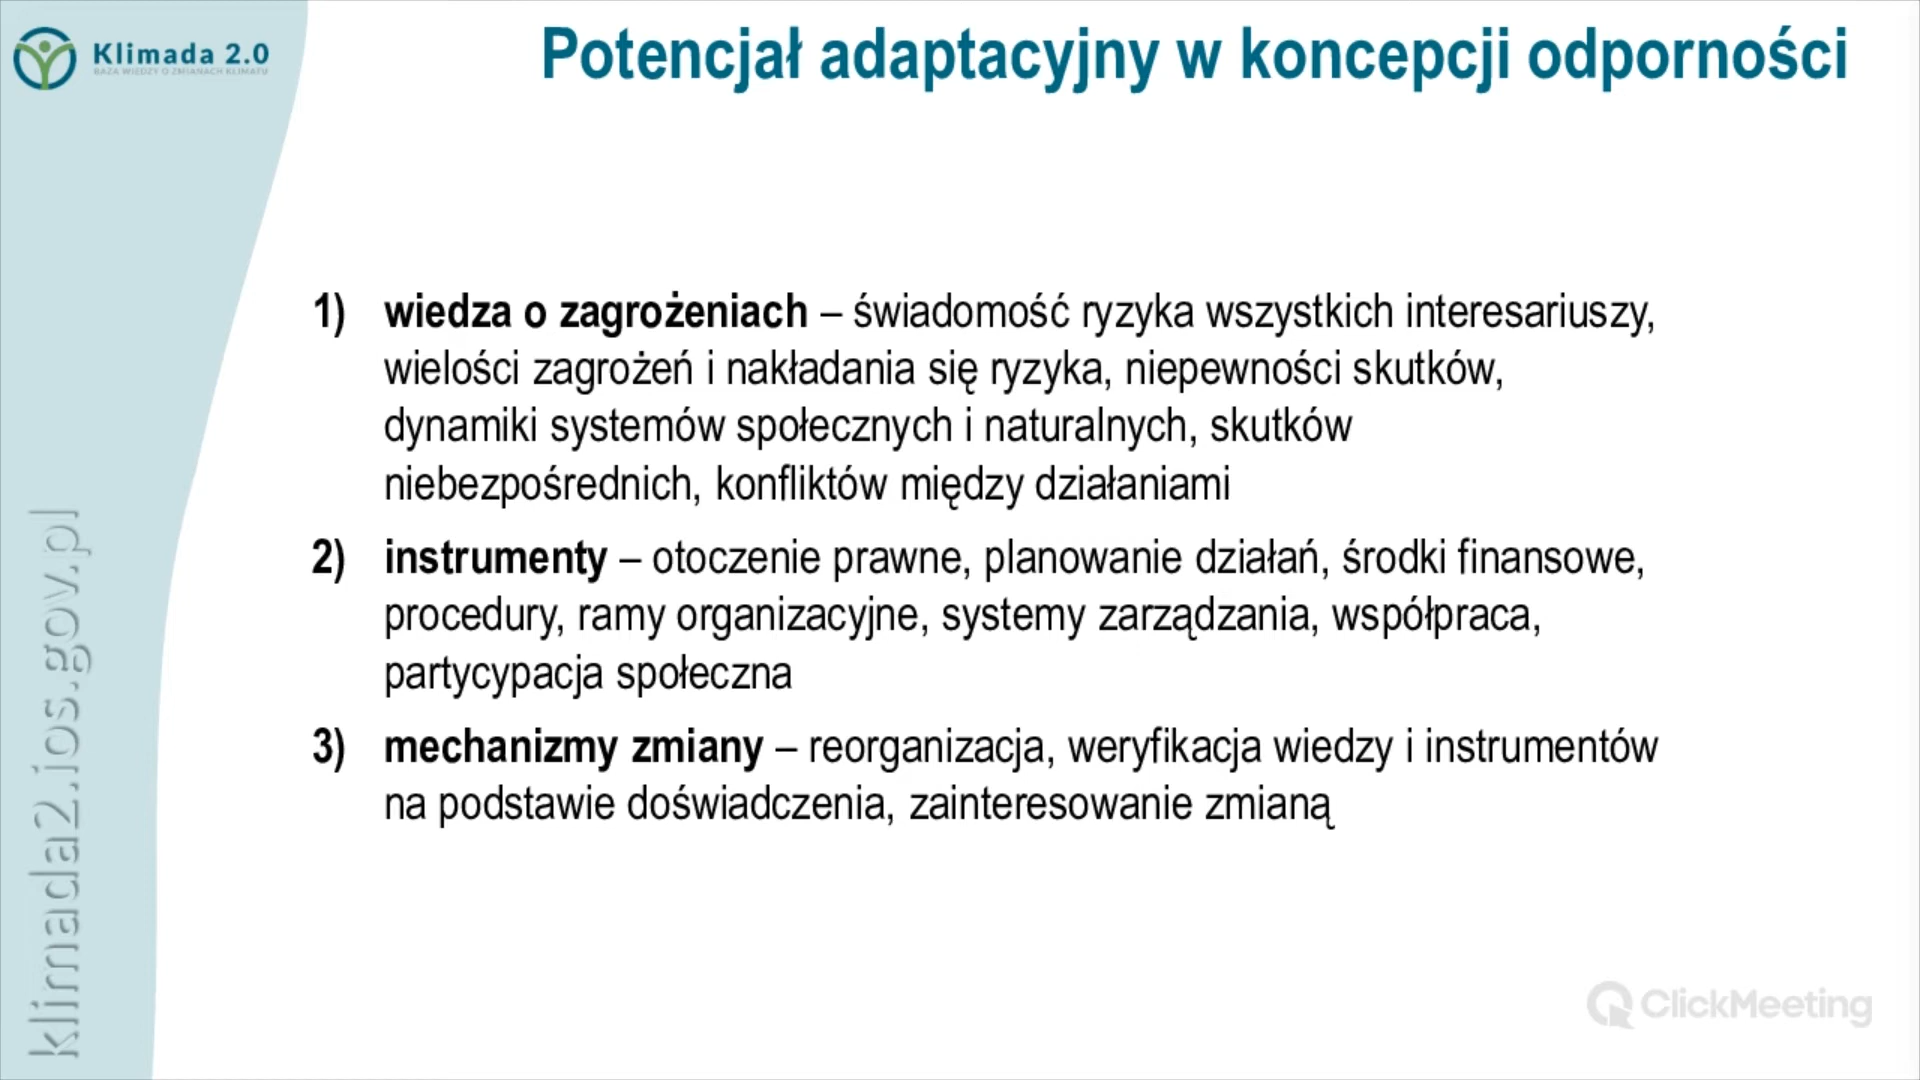 Klimada 2.0
BAZA WIEDZY O ZMIANACH KLIMATU
Potencjał adaptacyjny w koncepcji odporności
1) wiedza o zagrożeniach – świadomość ryzyka wszystkich interesariuszy,
wielości zagrożeń i nakładania się ryzyka, niepewności skutków,
dynamiki systemów społecznych i naturalnych, skutków
niebezpośrednich, konfliktów między działaniami
2) instrumenty – otoczenie prawne, planowanie działań, środki finansowe,
procedury, ramy organizacyjne, systemy zarządzania, współpraca,
partycypacja społeczna
3) mechanizmy zmiany – reorganizacja, weryfikacja wiedzy i instrumentów
na podstawie doświadczenia, zainteresowanie zmianą
klimada2.ios.gov.pl
ClickMeeting